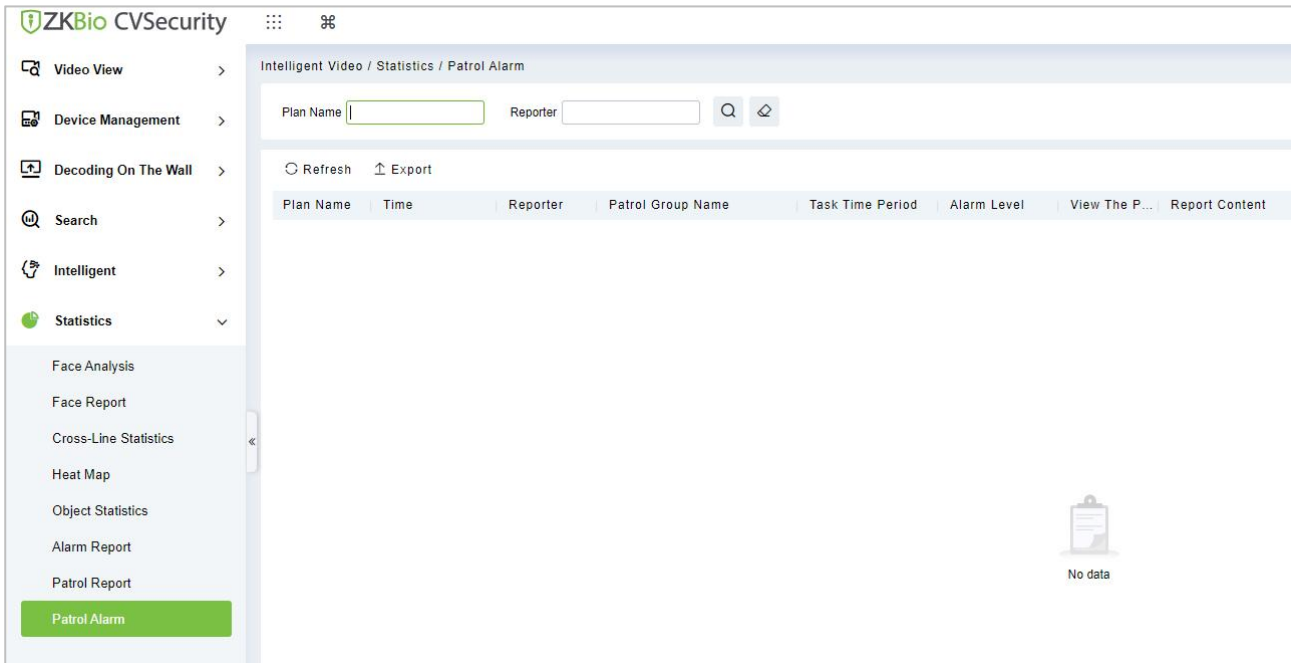 ZKBio CVSecurity
Video View
Device Management
Decoding On The Wall
Search
Intelligent
Statistics
Face Analysis
Face Report
Cross-Line Statistics
Heat Map
Object Statistics
Alarm Report
Patrol Report
Patrol Alarm
Intelligent Video / Statistics / Patrol Alarm
Plan Name Reporter
Refresh Export
Plan Name Time Reporter Patrol Group Name Task Time Period Alarm Level View The P... Report Content
No data